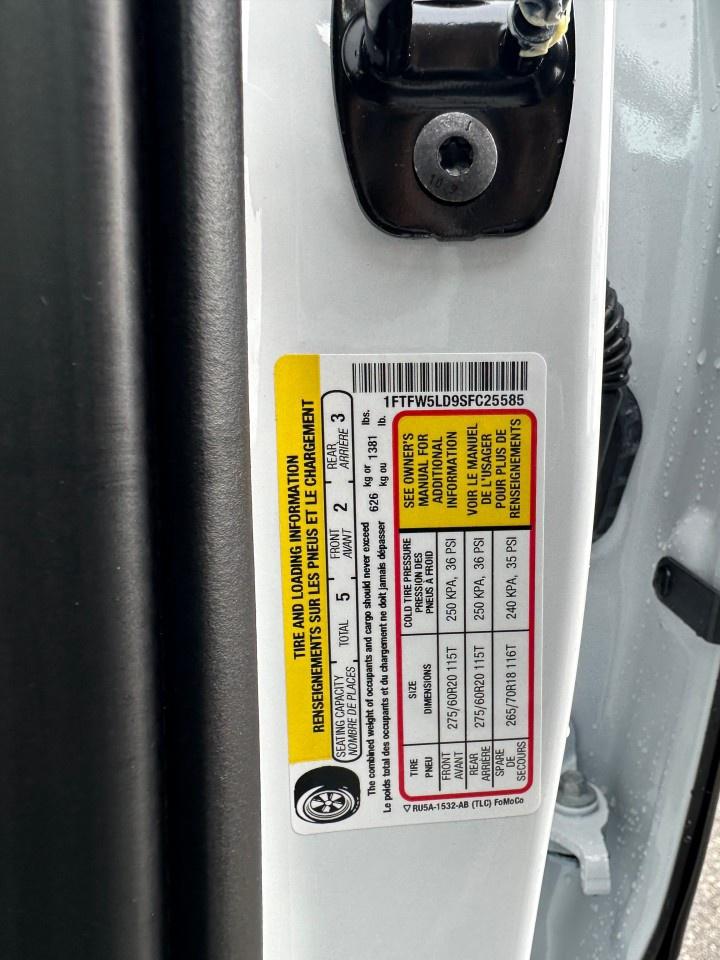 TIRE AND LOADING INFORMATION
RENSEIGNEMENTS SUR LES PNEUS ET LE CHARGEMENT
SEATING CAPACITY
NOMBRE DE PLACES
TOTAL 5
FRONT
AVANT
2
REAR
ARRIÈRE
3
The combined weight of occupants and cargo should never exceed 626 kg or 1381 lbs.
Le poids total des occupants et du chargement ne doit jamais dépasser kg ou lb.
TIRE
PNEU
SIZE
DIMENSIONS
COLD TIRE PRESSURE
PRESSION DES
PNEUS À FROID
FRONT
AVANT
275/60R20 115T
250 KPA, 36 PSI
REAR
ARRIÈRE
275/60R20 115T
250 KPA, 36 PSI
SPARE
DE
SECOURS
265/70R18 116T
240 KPA, 35 PSI
SEE OWNER'S
MANUAL FOR
ADDITIONAL
INFORMATION
VOIR LE MANUEL
DE L'USAGER
POUR PLUS DE
RENSEIGNEMENTS
RU5A-1532-AB (TLC) FoMoCo
1FTFW5LD9SFC25585
10.9